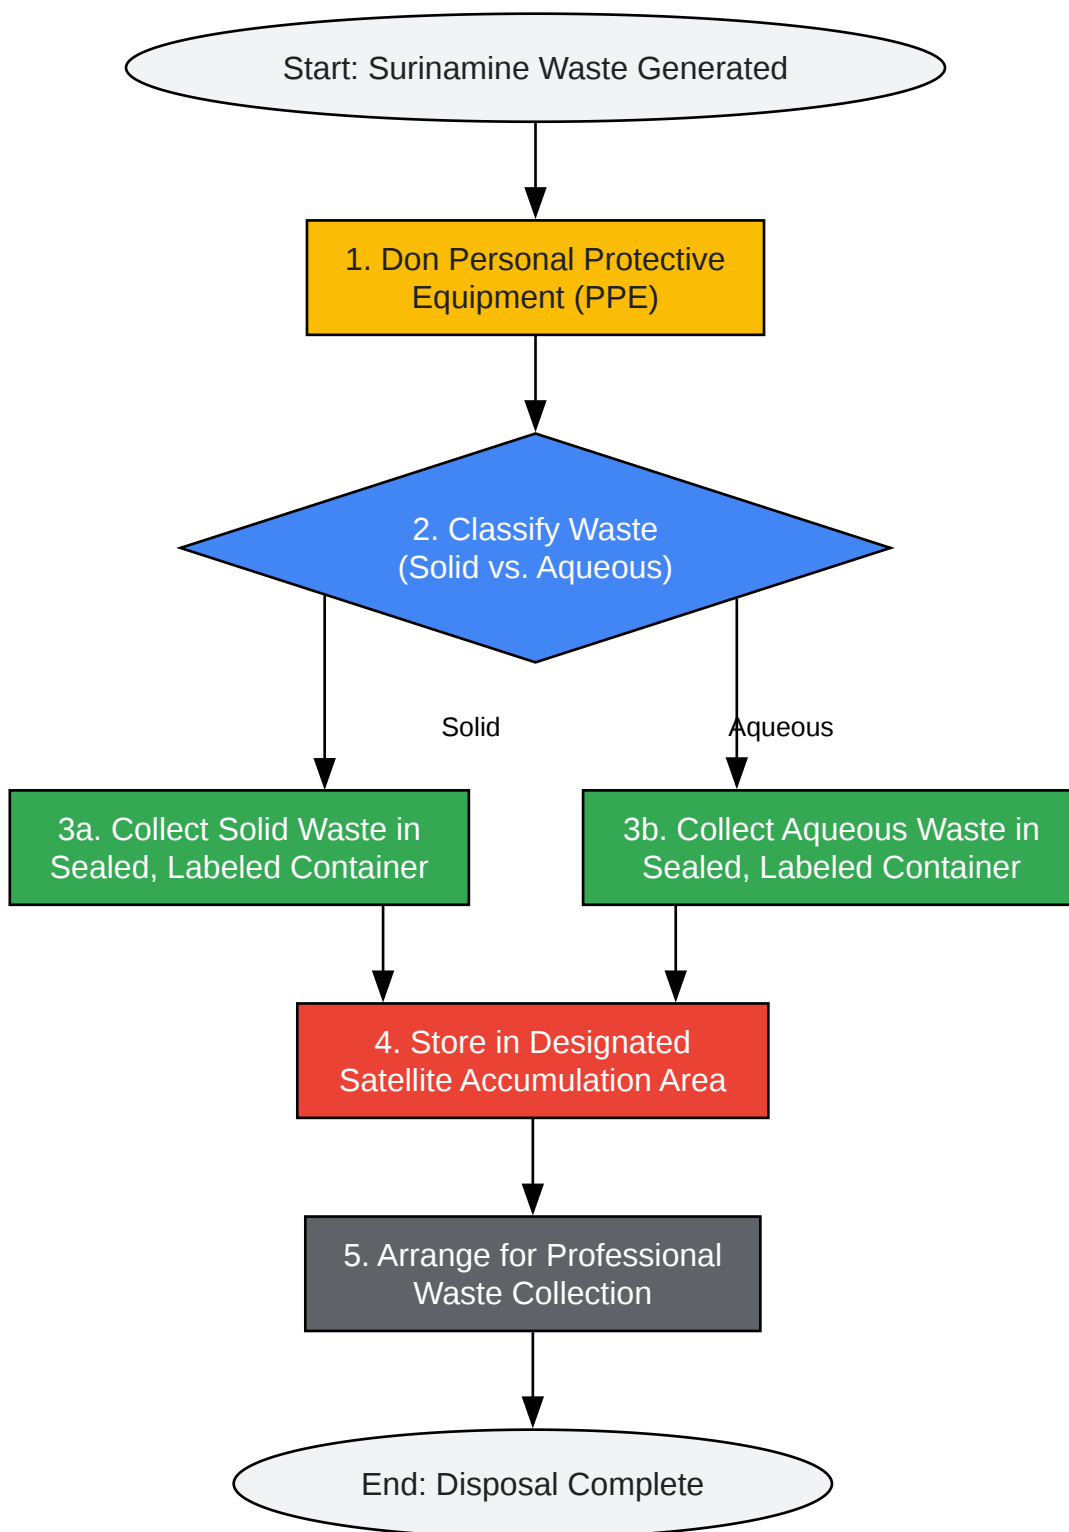 Start: Surinamine Waste Generated
1. Don Personal Protective
Equipment (PPE)
2. Classify Waste
(Solid vs. Aqueous)
Solid
Aqueous
3a. Collect Solid Waste in
Sealed, Labeled Container
3b. Collect Aqueous Waste in
Sealed, Labeled Container
4. Store in Designated
Satellite Accumulation Area
5. Arrange for Professional
Waste Collection
End: Disposal Complete